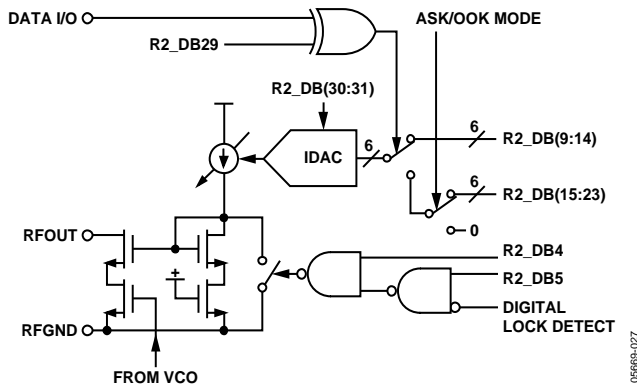 DATA I/O
ASK/OOK MODE
R2_DB29
R2_DB(30:31)
6
R2_DB(9:14)
IDAC
6
6
R2_DB(15:23)
0
RFOUT
R2_DB4
R2_DB5
DIGITAL
LOCK DETECT
RFGND
FROM VCO
05669-027